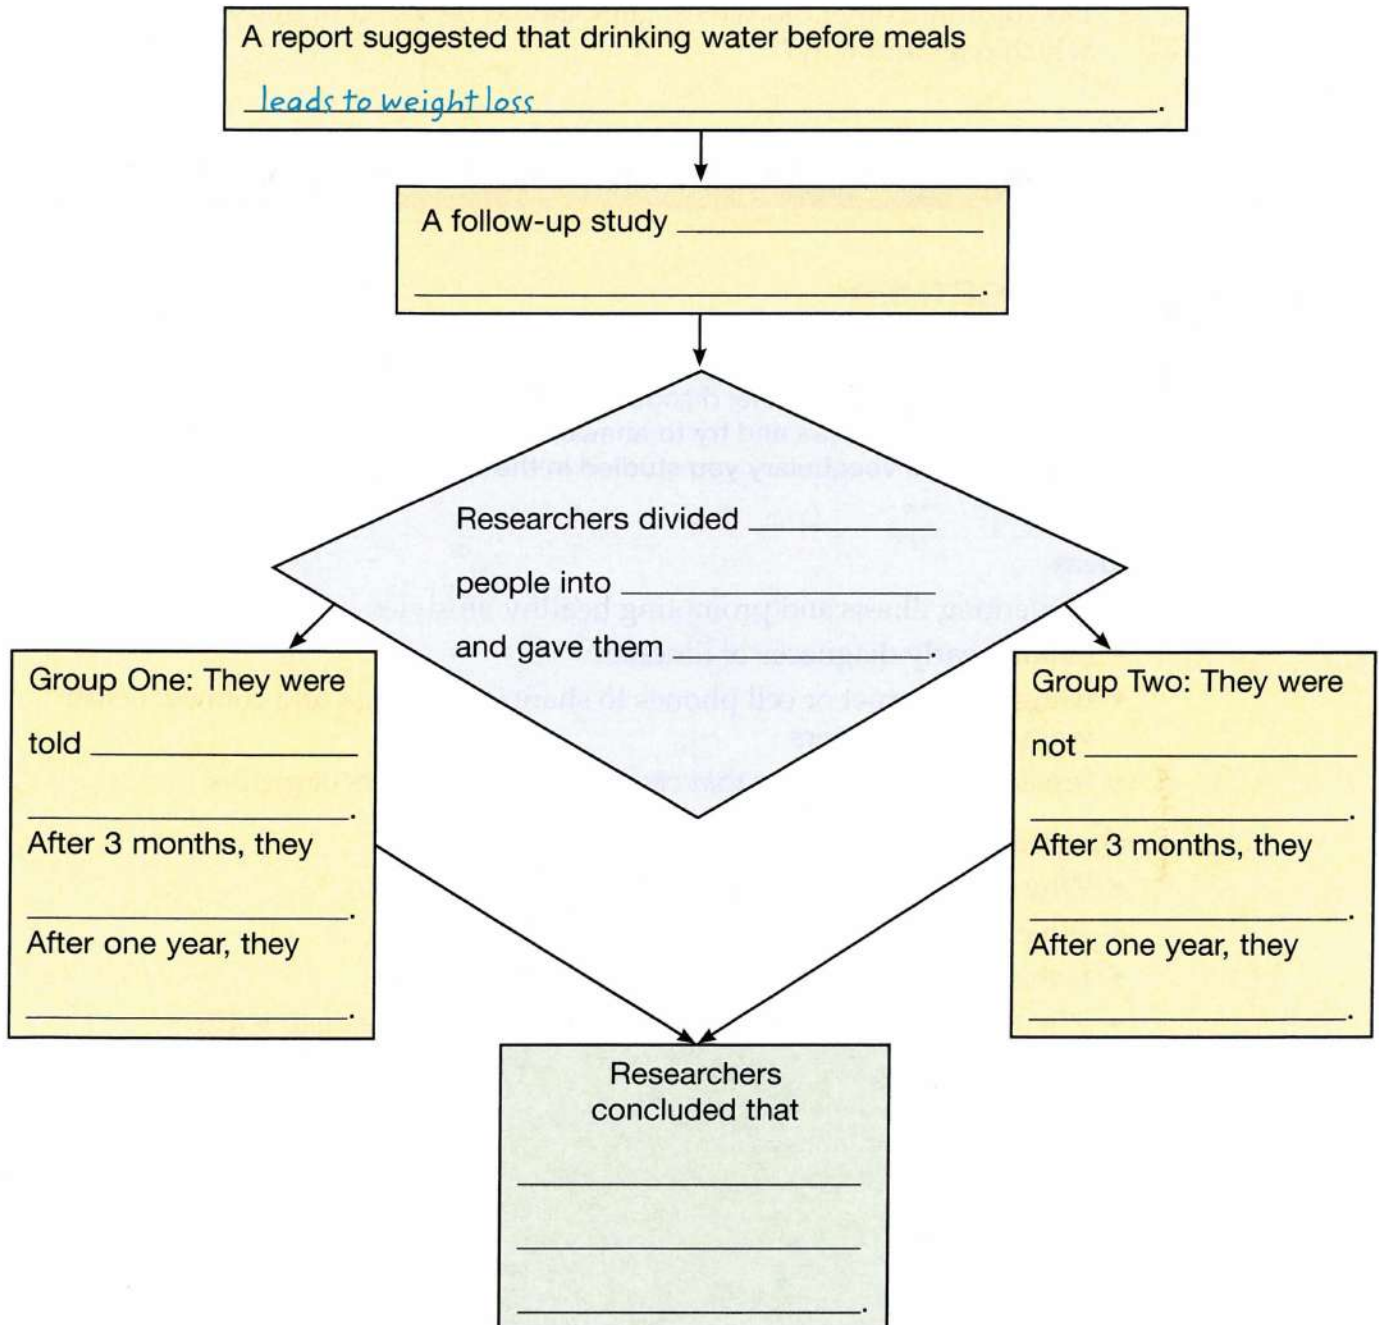 A report suggested that drinking water before meals
leads to weight loss.
A follow-up study
.
Researchers divided
people into
and gave them .
Group One: They were
told
.
After 3 months, they
.
After one year, they
.
Group Two: They were
not
.
After 3 months, they
.
After one year, they
.
Researchers
concluded that
.